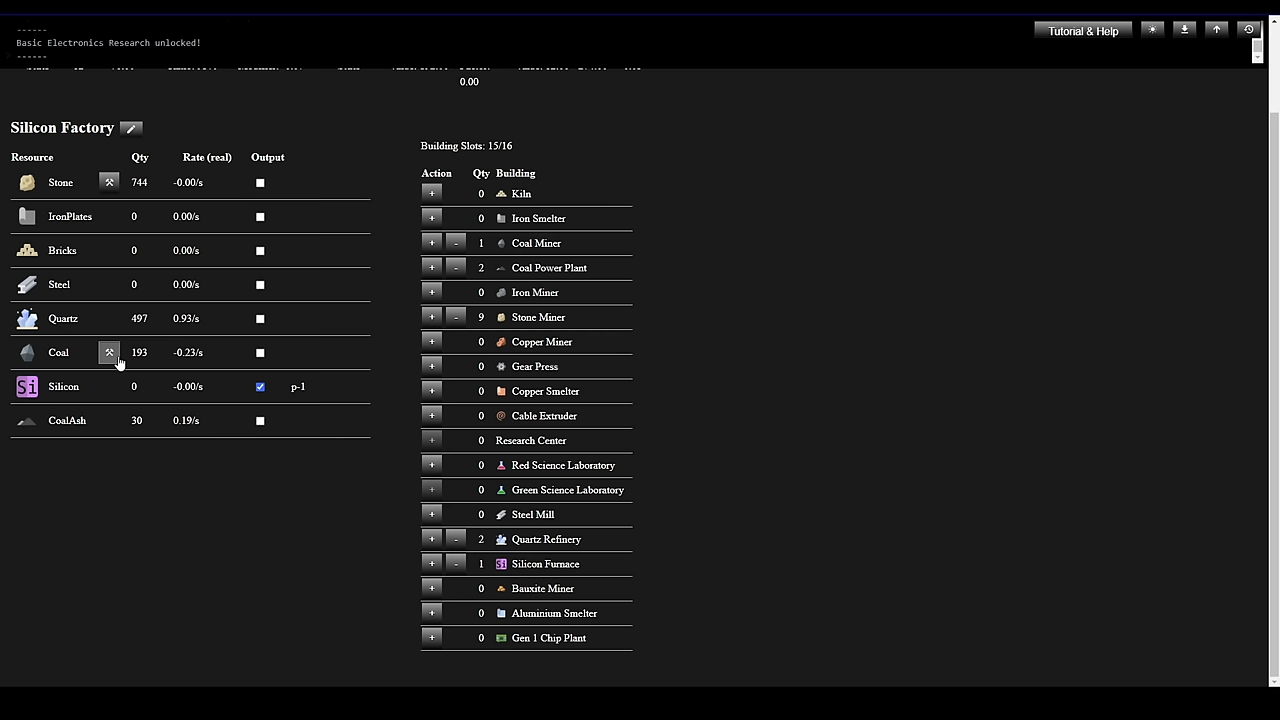 ------
Basic Electronics Research unlocked!
------
Tutorial & Help
0.00
Silicon Factory
Resource Qty Rate (real) Output
Stone 744 -0.00/s
IronPlates 0 0.00/s
Bricks 0 0.00/s
Steel 0 0.00/s
Quartz 497 0.93/s
Coal 193 -0.23/s
Silicon 0 -0.00/s p-1
CoalAsh 30 0.19/s
Building Slots: 15/16
Action Qty Building
+ 0 Kiln
+ 0 Iron Smelter
+ - 1 Coal Miner
+ - 2 Coal Power Plant
+ 0 Iron Miner
+ - 9 Stone Miner
+ 0 Copper Miner
+ 0 Gear Press
+ 0 Copper Smelter
+ 0 Cable Extruder
+ 0 Research Center
+ 0 Red Science Laboratory
+ 0 Green Science Laboratory
+ 0 Steel Mill
+ - 2 Quartz Refinery
+ - 1 Si Silicon Furnace
+ 0 Bauxite Miner
+ 0 Aluminium Smelter
+ 0 Gen 1 Chip Plant
Si